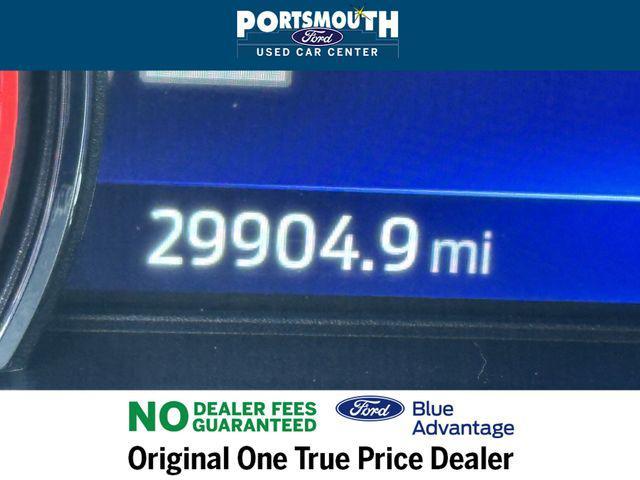 PORTSMOUTH
Ford
USED CAR CENTER
29904.9 mi
NO DEALER FEES
GUARANTEED
Ford
Blue
Advantage
Original One True Price Dealer